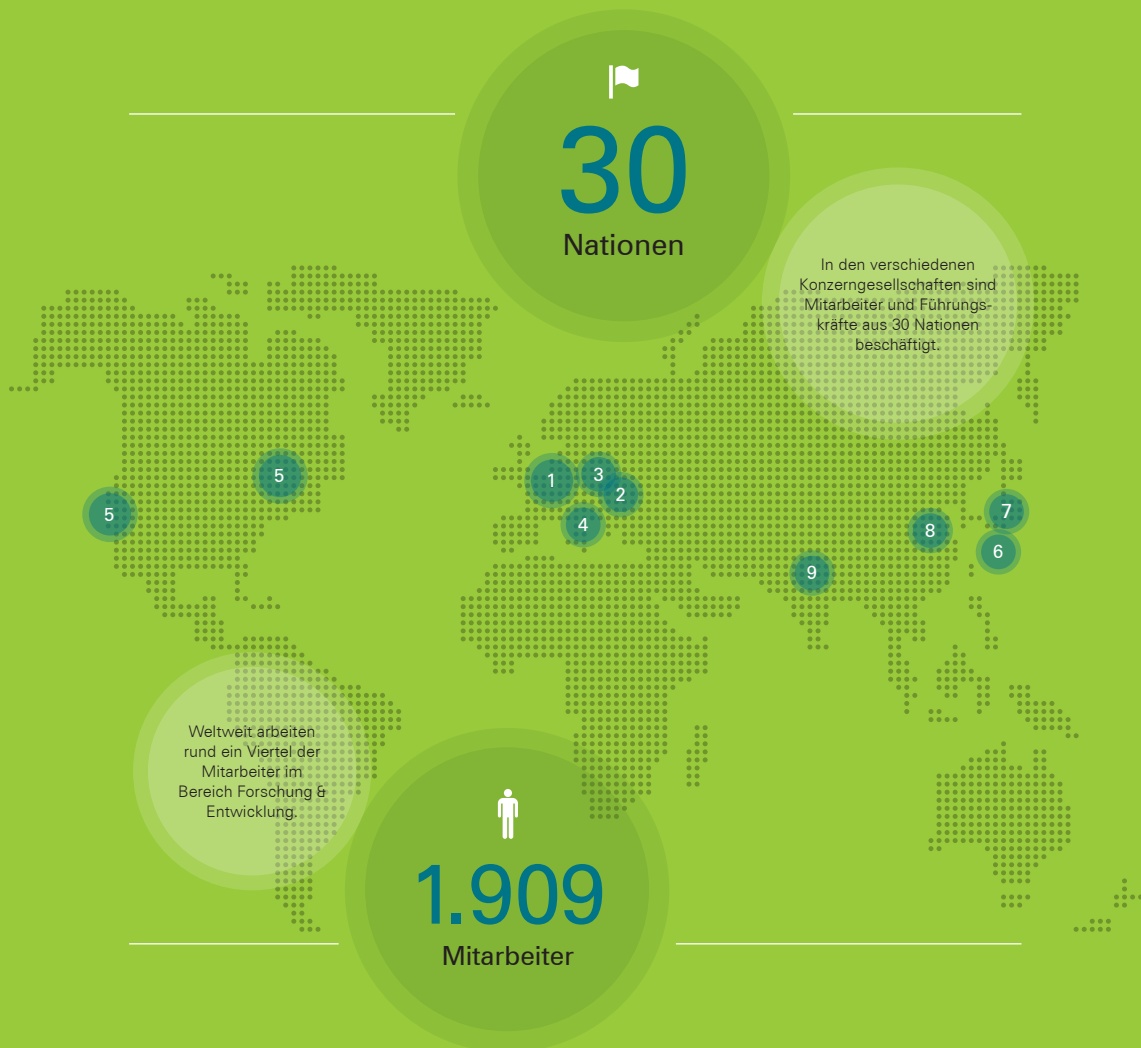 30
Nationen
In den verschiedenen
Konzerngesellschaften sind
Mitarbeiter und Führungs-
kräfte aus 30 Nationen
beschäftigt.
5
5
1
3
2
4
7
8
6
9
Weltweit arbeiten
rund ein Viertel der
Mitarbeiter im
Bereich Forschung &
Entwicklung.
1.909
Mitarbeiter